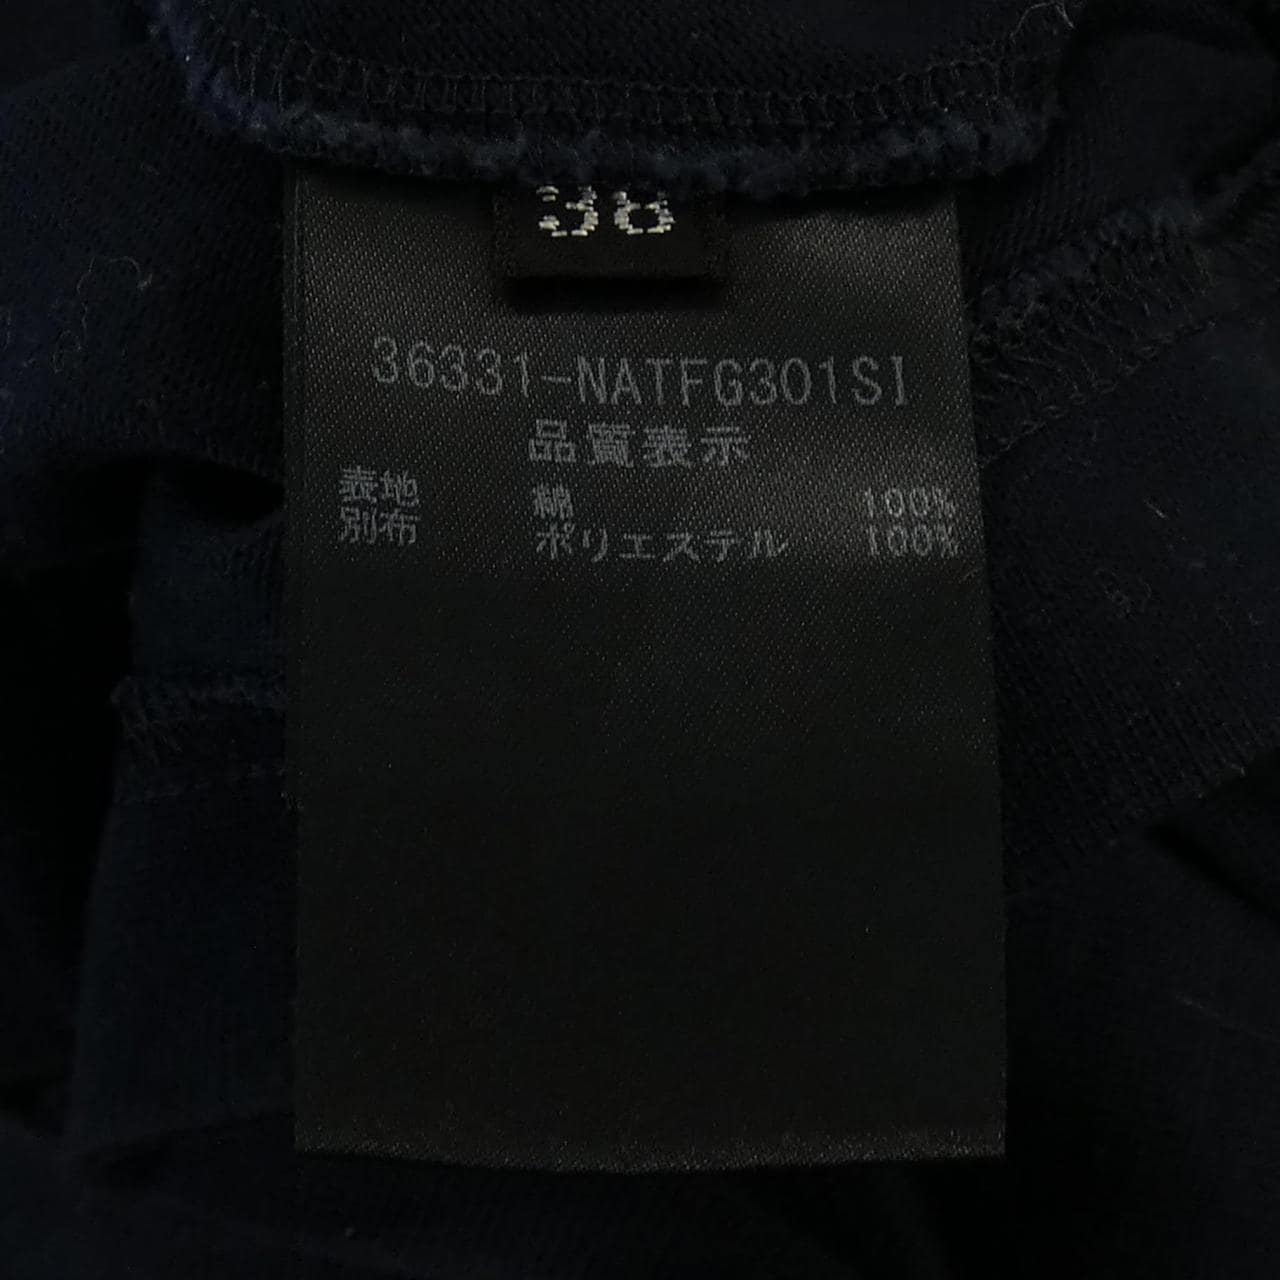 38
36331-NATFG301SI
品質表示
表地 綿 100%
別布 ポリエステル 100%